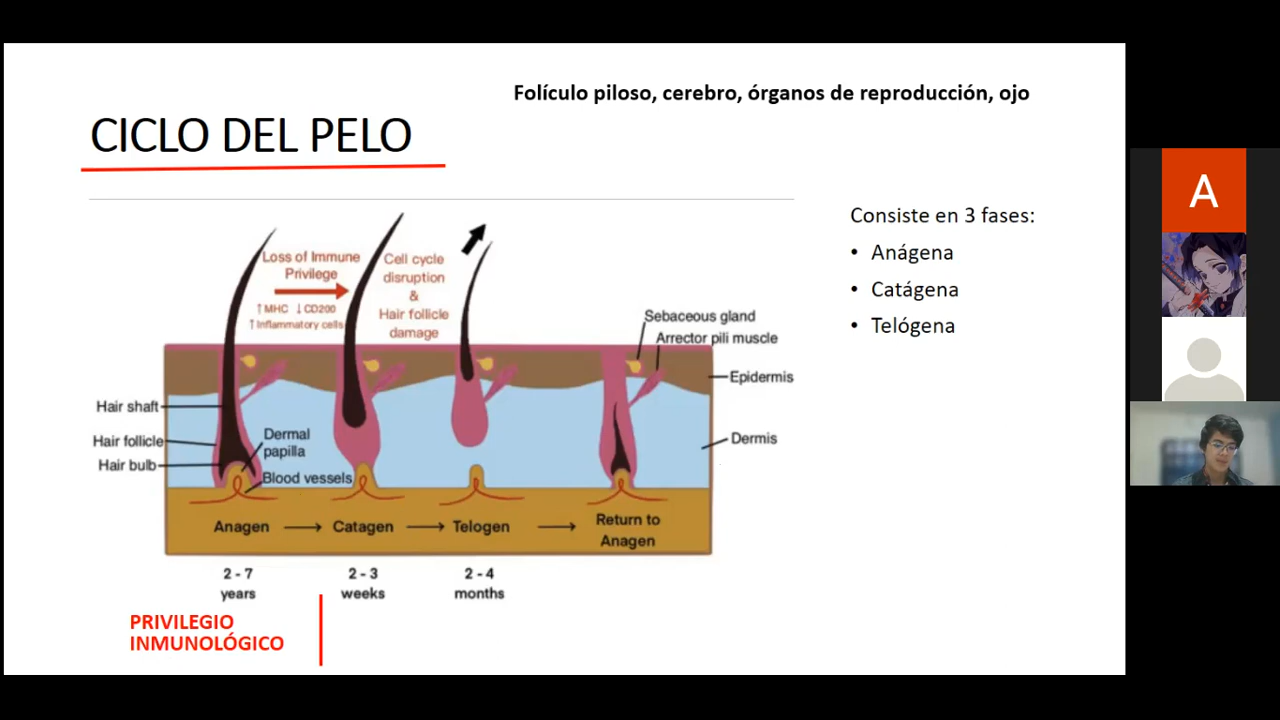 Folículo piloso, cerebro, órganos de reproducción, ojo
CICLO DEL PELO
Consiste en 3 fases:
• Anágena
• Catágena
• Telógena
Loss of Immune
Privilege
↑MHC ↓CD200
↑Inflammatory cells
Cell cycle
disruption
&
Hair follicle
damage
Sebaceous gland
Arrector pili muscle
Epidermis
Dermis
Hair shaft
Hair follicle
Hair bulb
Dermal
papilla
Blood vessels
Anagen
Catagen
Telogen
Return to
Anagen
2 - 7
years
2 - 3
weeks
2 - 4
months
PRIVILEGIO
INMUNOLÓGICO
A